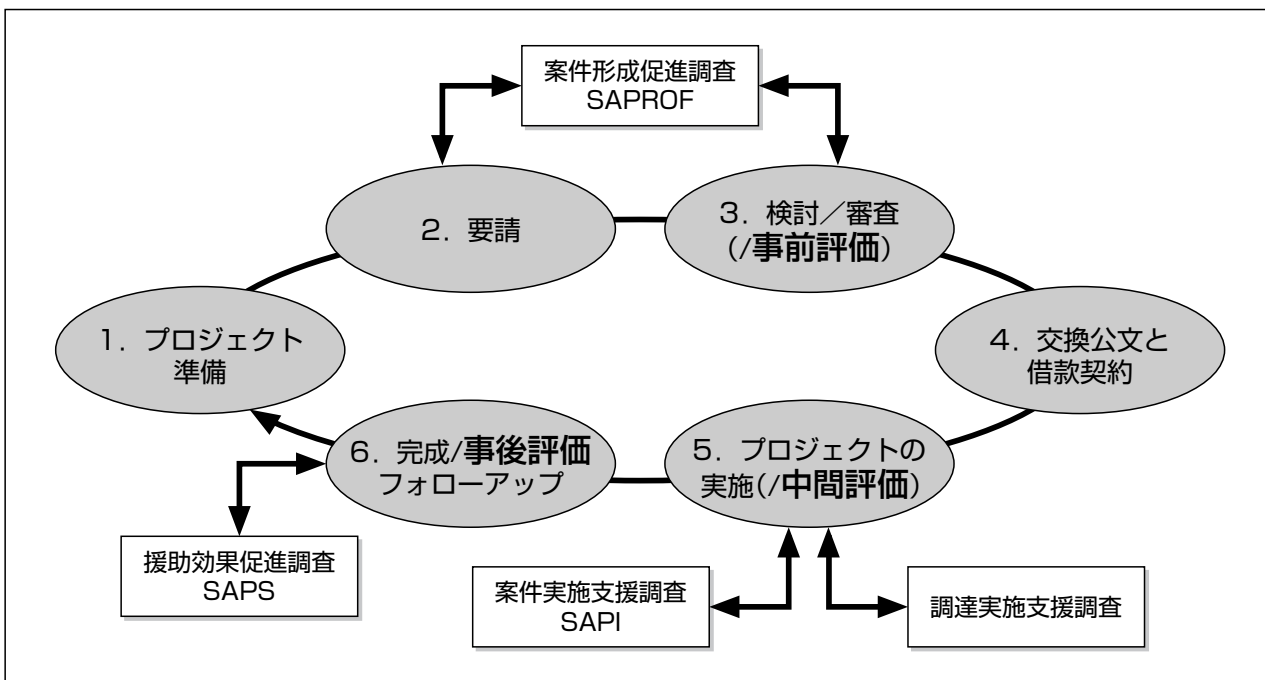 案件形成促進調査
SAPROF
2. 要請
3. 検討／審査
(/事前評価)
1. プロジェクト
準備
4. 交換公文と
借款契約
6. 完成/事後評価
フォローアップ
5. プロジェクトの
実施(/中間評価)
援助効果促進調査
SAPS
案件実施支援調査
SAPI
調達実施支援調査